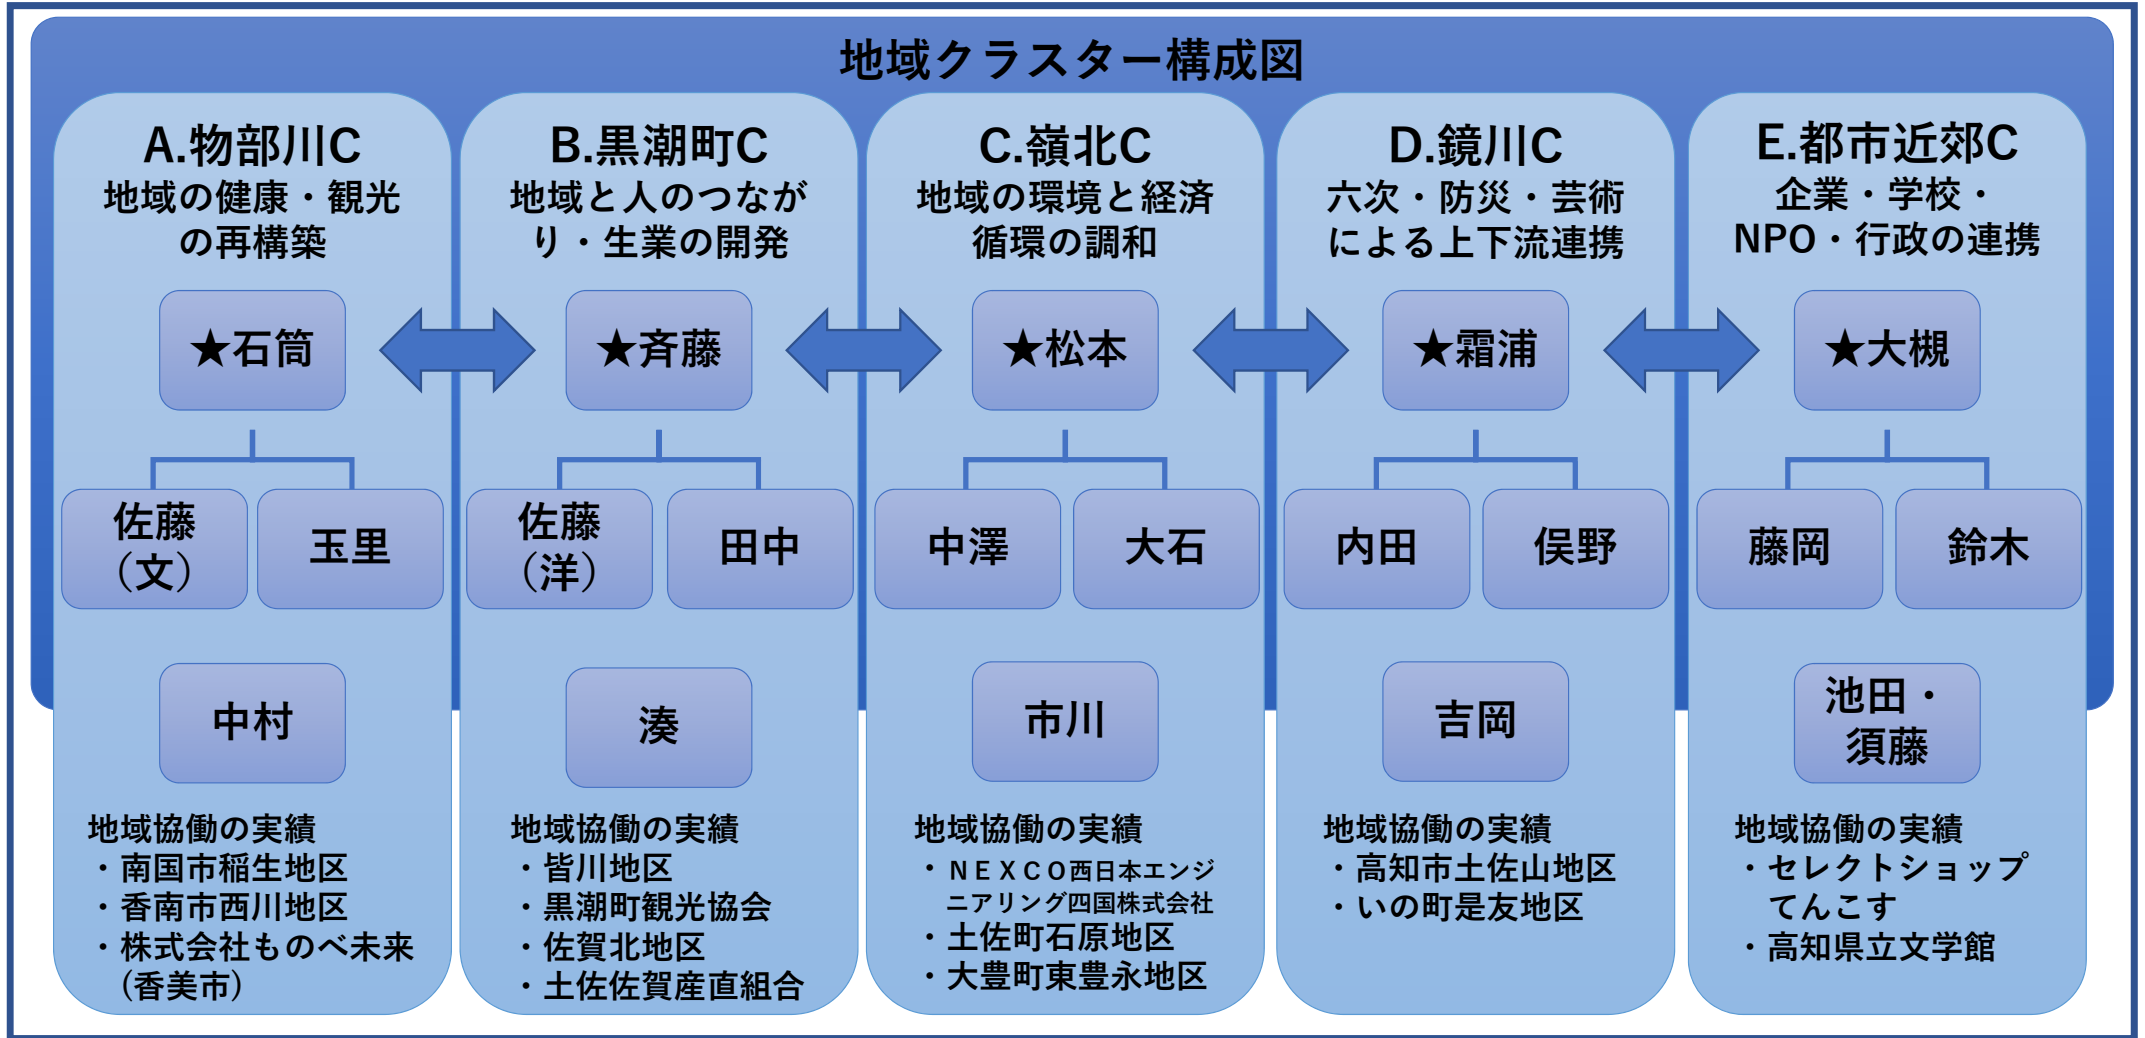 地域クラスター構成図
A.物部川C
地域の健康・観光
の再構築
★石筒
佐藤
（文）
玉里
中村
地域協働の実績
・南国市稲生地区
・香南市西川地区
・株式会社ものべ未来
(香美市)
B.黒潮町C
地域と人のつなが
り・生業の開発
★斉藤
佐藤
（洋）
田中
湊
地域協働の実績
・皆川地区
・黒潮町観光協会
・佐賀北地区
・土佐佐賀産直組合
C.嶺北C
地域の環境と経済
循環の調和
★松本
中澤
大石
市川
地域協働の実績
・ＮＥＸＣＯ西日本エンジ
ニアリング四国株式会社
・土佐町石原地区
・大豊町東豊永地区
D.鏡川C
六次・防災・芸術
による上下流連携
★霜浦
内田
俣野
吉岡
地域協働の実績
・高知市土佐山地区
・いの町是友地区
E.都市近郊C
企業・学校・
NPO・行政の連携
★大槻
藤岡
鈴木
池田・
須藤
地域協働の実績
・セレクトショップ
てんこす
・高知県立文学館